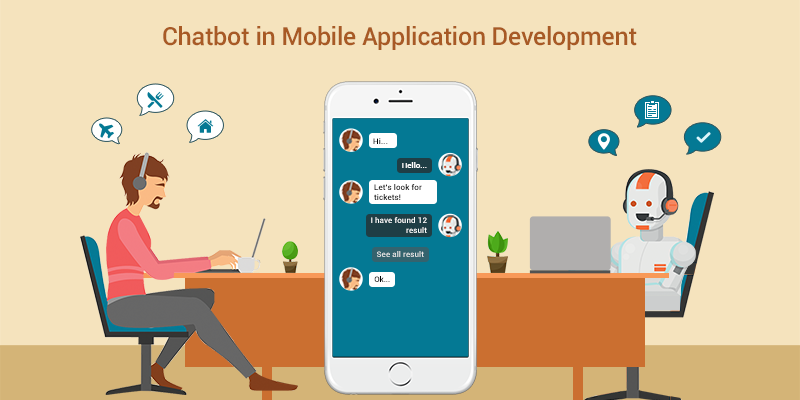 Chatbot in Mobile Application Development
Hi...
Hello...
Let's look for
tickets!
I have found 12
result
See all result
Ok...